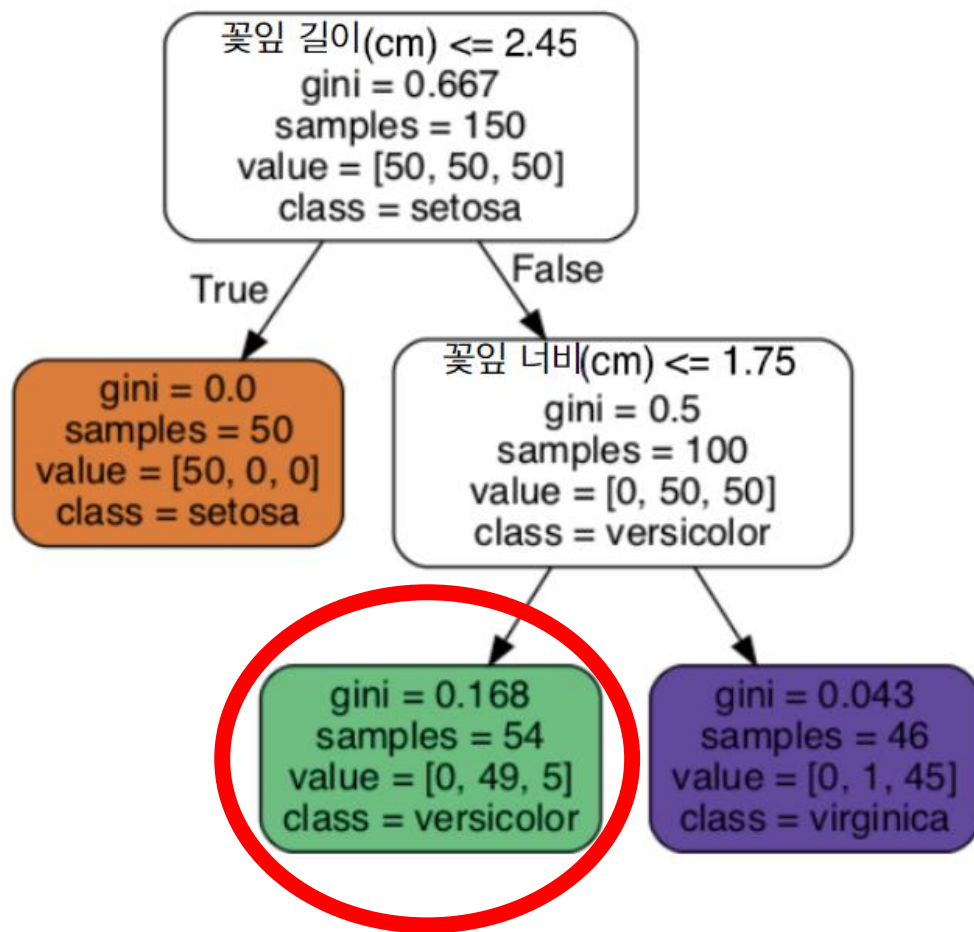 꽃잎 길이(cm) <= 2.45
gini = 0.667
samples = 150
value = [50, 50, 50]
class = setosa
True
False
gini = 0.0
samples = 50
value = [50, 0, 0]
class = setosa
꽃잎 너비(cm) <= 1.75
gini = 0.5
samples = 100
value = [0, 50, 50]
class = versicolor
gini = 0.168
samples = 54
value = [0, 49, 5]
class = versicolor
gini = 0.043
samples = 46
value = [0, 1, 45]
class = virginica